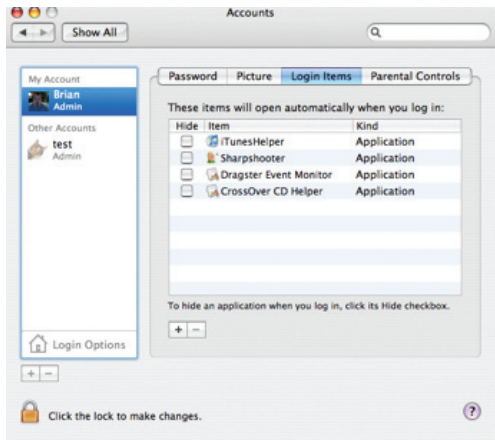 Accounts
Show All
My Account
Brian
Admin
Other Accounts
test
Admin
Login Options
Password Picture Login Items Parental Controls
These items will open automatically when you log in:
Hide Item Kind
iTunesHelper Application
Sharpshooter Application
Dragster Event Monitor Application
CrossOver CD Helper Application
To hide an application when you log in, click its Hide checkbox.
+ −
+ −
Click the lock to make changes.
?